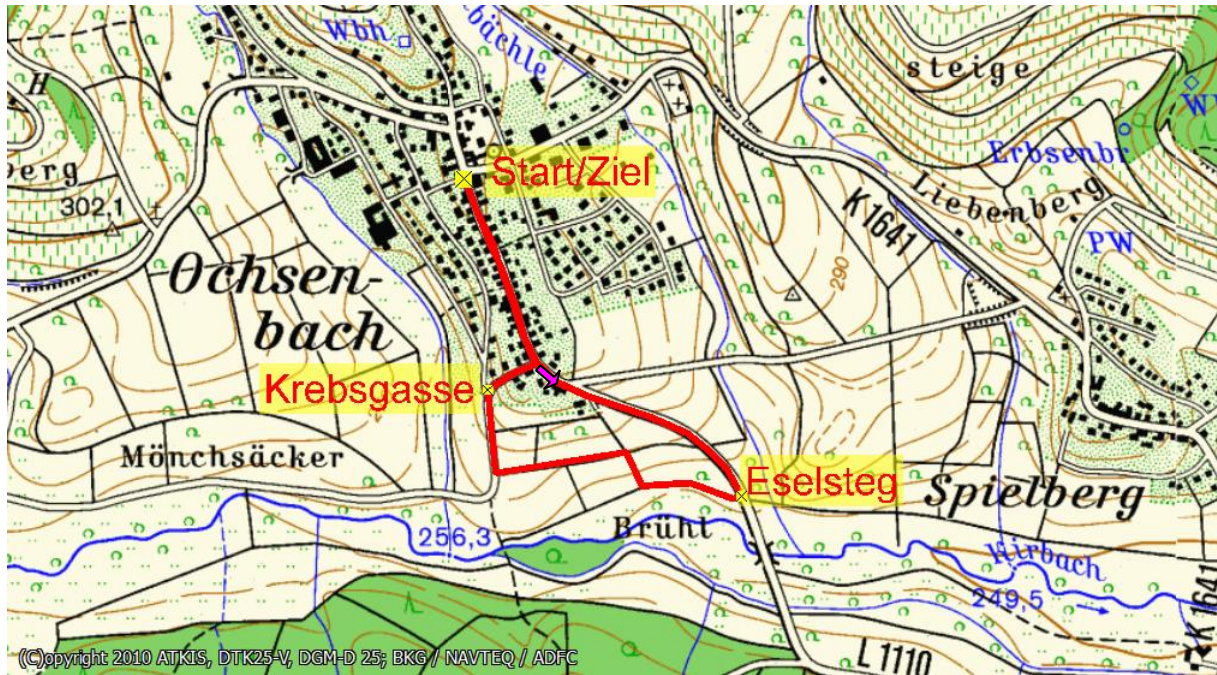 Wbh
bächle
steige
H
berg
Start/Ziel
Erbsenbr
W
302,1
K 1641
Liebenberg
290
PW
Ochsen-
bach
Krebsgasse
Mönchsäcker
Eselsteg
Spielberg
Brühl
256,3
Kirbach
249,5
K 1641
L 1110
(C)opyright 2010 ATKIS, DTK25-V, DGM-D 25; BKG / NAVTEQ / ADFC